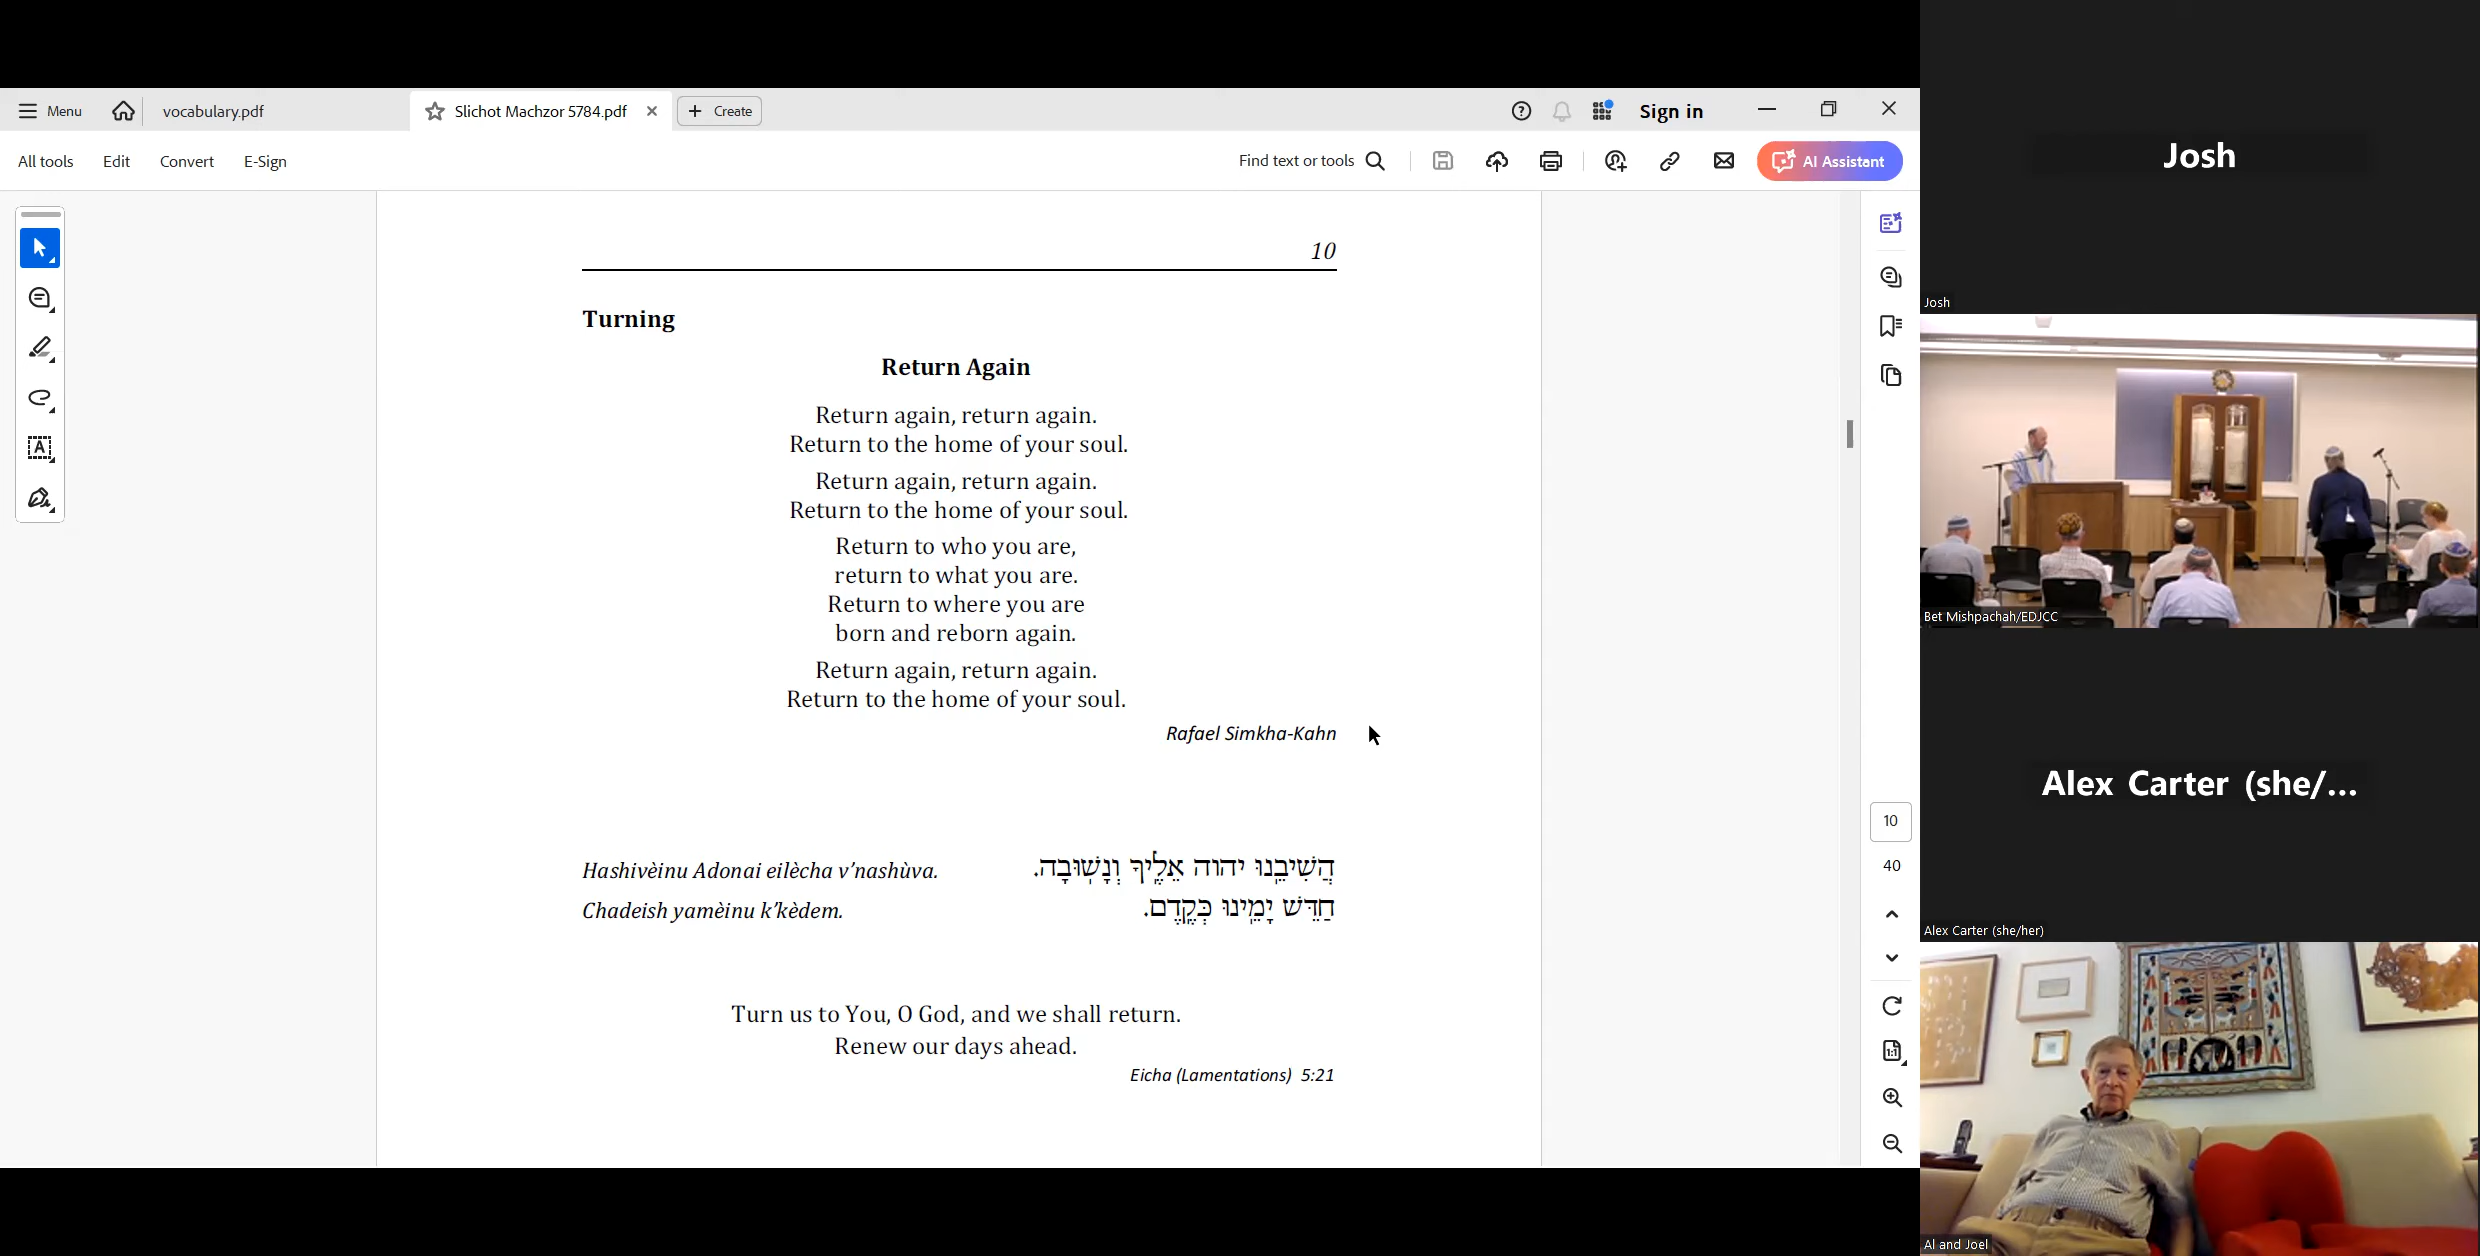 Menu
vocabulary.pdf
Slichot Machzor 5784.pdf
Create
Sign in
All tools
Edit
Convert
E-Sign
Find text or tools
AI Assistant
10
Turning
Return Again
Return again, return again.
Return to the home of your soul.
Return again, return again.
Return to the home of your soul.
Return to who you are,
return to what you are.
Return to where you are
born and reborn again.
Return again, return again.
Return to the home of your soul.
Rafael Simkha-Kahn
הֲשִׁיבֵֽנוּ יהוה אֵלֶֽיךָ וְנָשֽׁוּבָה.
חַדֵּשׁ יָמֵֽינוּ כְּקֶֽדֶם.
Hashivèinu Adonai eilècha v’nashùva.
Chadeish yamèinu k’kèdem.
Turn us to You, O God, and we shall return.
Renew our days ahead.
Eicha (Lamentations) 5:21
10
40
1:1
Josh
Josh
Bet Mishpachah/EDJCC
Alex Carter (she/...
Alex Carter (she/her)
Al and Joel